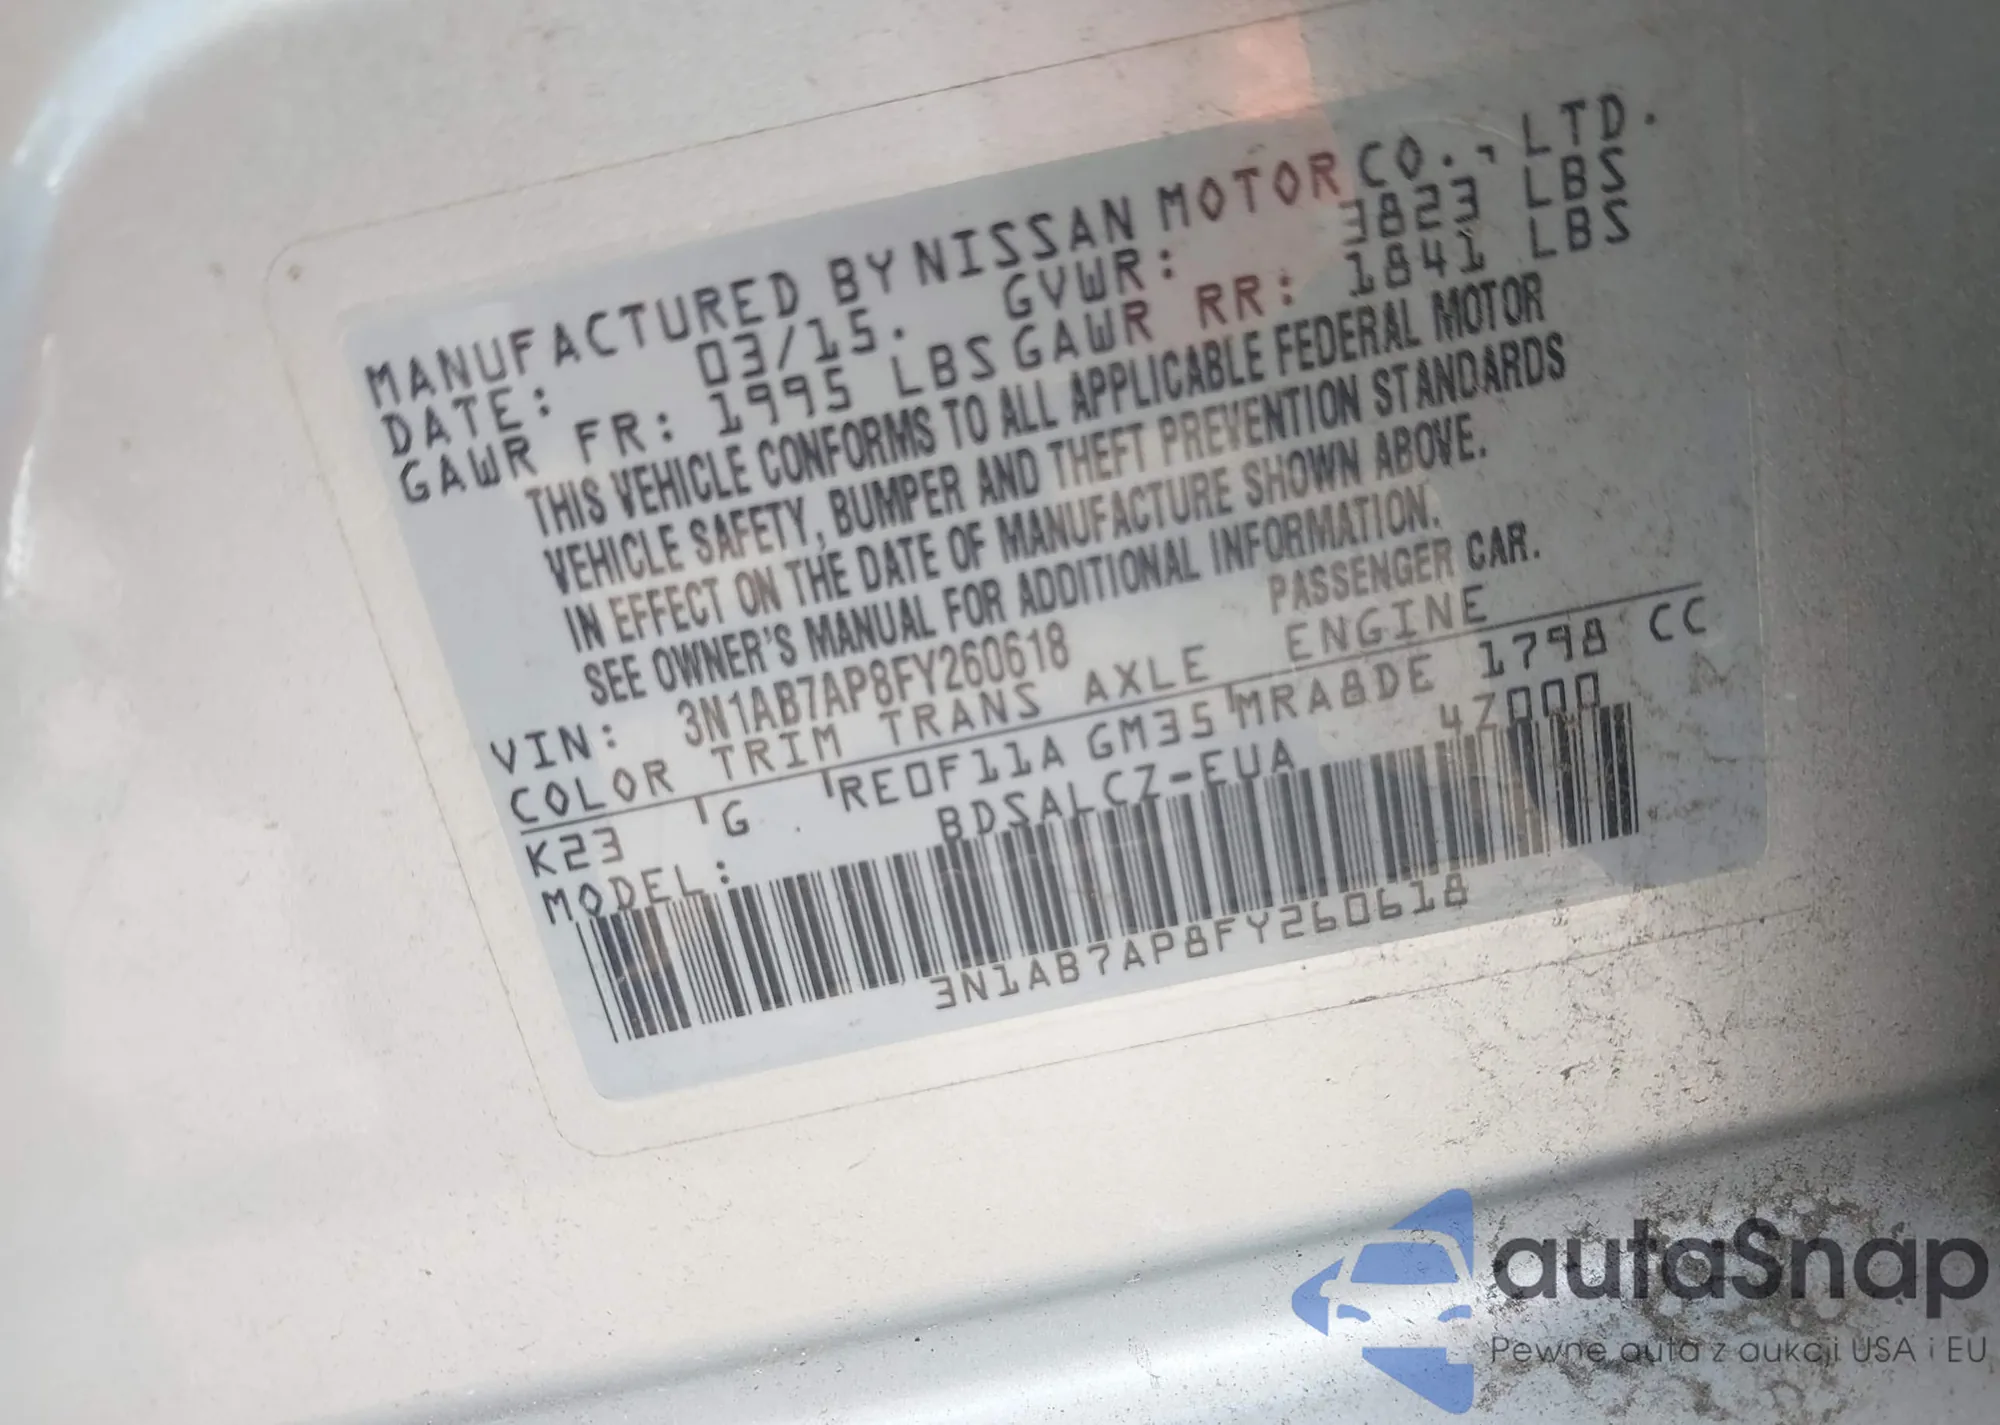 MANUFACTURED BY NISSAN MOTOR CO., LTD.
DATE: 03/15. GVWR: 3823 LBS
GAWR FR: 1995 LBS GAWR RR: 1841 LBS
THIS VEHICLE CONFORMS TO ALL APPLICABLE FEDERAL MOTOR
VEHICLE SAFETY, BUMPER AND THEFT PREVENTION STANDARDS
IN EFFECT ON THE DATE OF MANUFACTURE SHOWN ABOVE.
SEE OWNER'S MANUAL FOR ADDITIONAL INFORMATION.
VIN: 3N1AB7AP8FY260618 PASSENGER CAR.
COLOR TRIM TRANS AXLE ENGINE
K23 G RE0F11A GM35 MRA8DE 1798 CC
MODEL: BDSALCZ-EUA 4Z000
3N1AB7AP8FY260618
autaSnap
Pewne auta z aukcji USA i EU